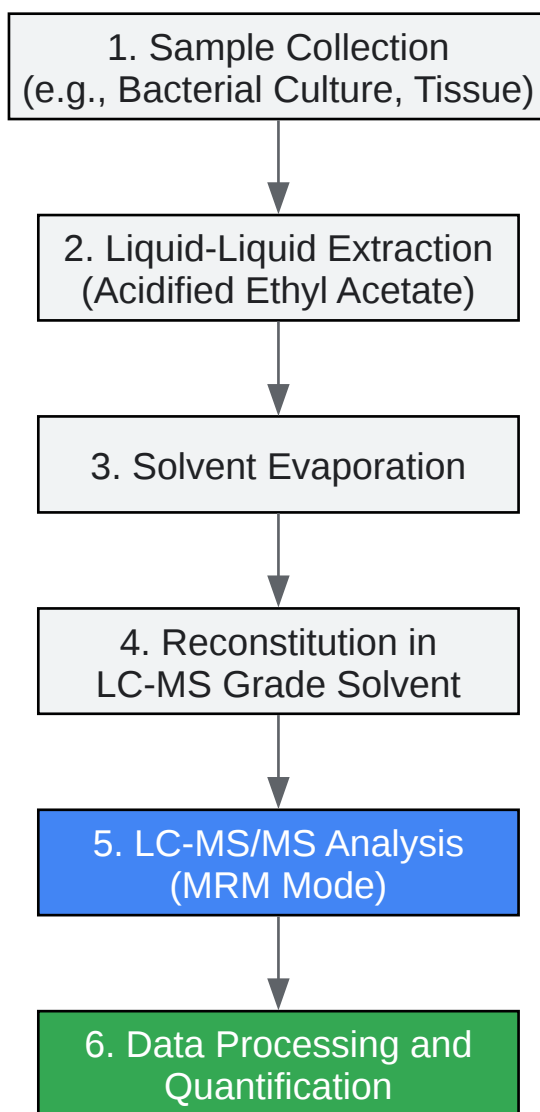 1. Sample Collection
(e.g., Bacterial Culture, Tissue)
2. Liquid-Liquid Extraction
(Acidified Ethyl Acetate)
3. Solvent Evaporation
4. Reconstitution in
LC-MS Grade Solvent
5. LC-MS/MS Analysis
(MRM Mode)
6. Data Processing and
Quantification